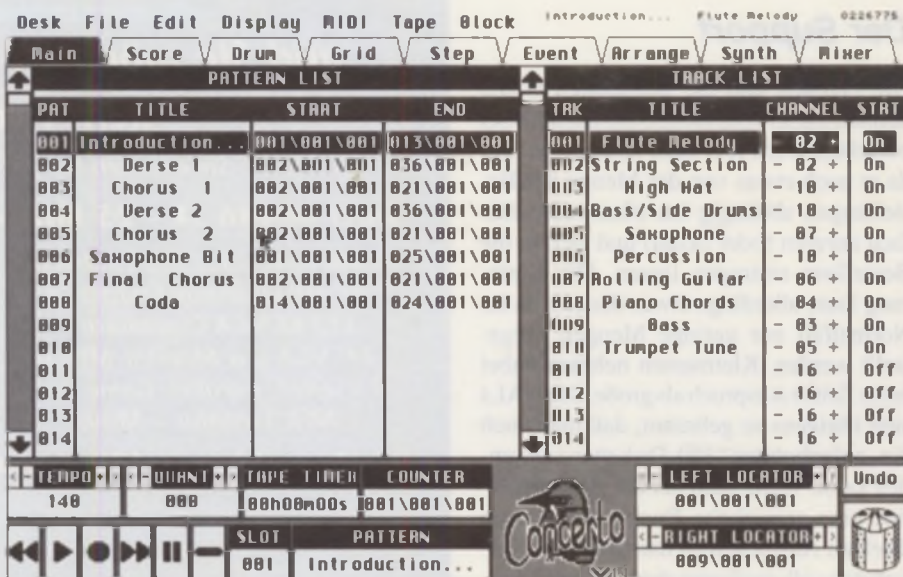 Desk File Edit Display MIDI Tape Block Introduction... Flute Melody 0226775
Main Score Drum Grid Step Event Arrange Synth Mixer
PATTERN LIST TRACK LIST
PAT TITLE START END TRK TITLE CHANNEL STRT
001 Introduction... 001\001\001 013\001\001 001 Flute Melody - 02 + On
002 Verse 1 002\001\001 036\001\001 002 String Section - 02 + On
003 Chorus 1 002\001\001 021\001\001 003 High Hat - 10 + On
004 Verse 2 002\001\001 036\001\001 004 Bass/Side Drums - 10 + On
005 Chorus 2 002\001\001 021\001\001 005 Saxophone - 07 + On
006 Saxophone Bit 001\001\001 025\001\001 006 Percussion - 10 + On
007 Final Chorus 002\001\001 021\001\001 007 Rolling Guitar - 06 + On
008 Coda 014\001\001 024\001\001 008 Piano Chords - 04 + On
009 009 Bass - 03 + On
010 010 Trumpet Tune - 05 + On
011 011 - 16 + Off
012 012 - 16 + Off
013 013 - 16 + Off
014 014 - 16 + Off
- TEMPO + - QUANT + TAPE TIMER COUNTER - LEFT LOCATOR + Undo
140 000 00h00m00s 001\001\001 001\001\001
Concerto
SLOT PATTERN - RIGHT LOCATOR +
001 Introduction... 009\001\001